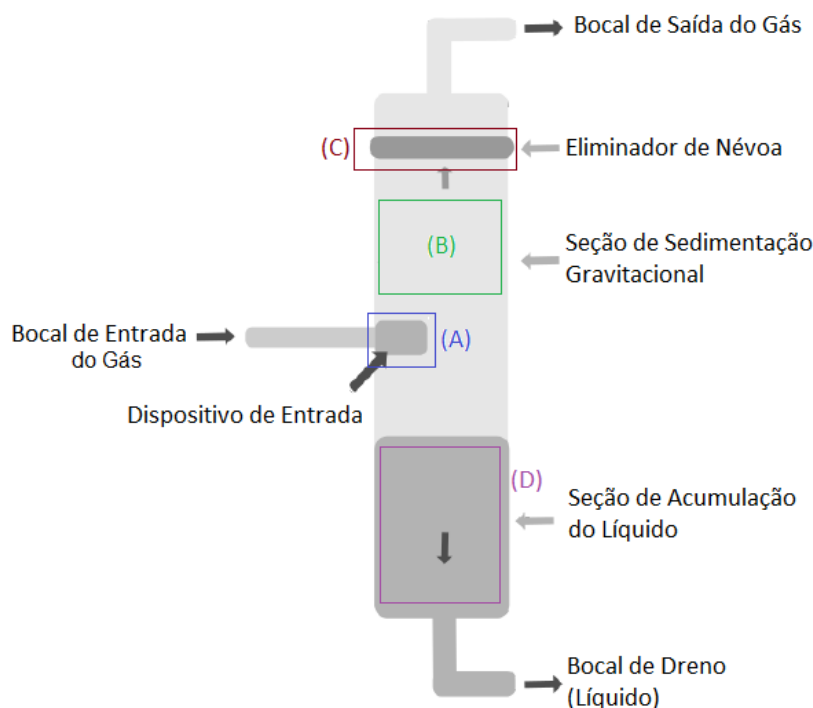 Bocal de Saída do Gás
(C)
Eliminador de Névoa
(B)
Seção de Sedimentação
Gravitacional
Bocal de Entrada
do Gás
(A)
Dispositivo de Entrada
(D)
Seção de Acumulação
do Líquido
Bocal de Dreno
(Líquido)